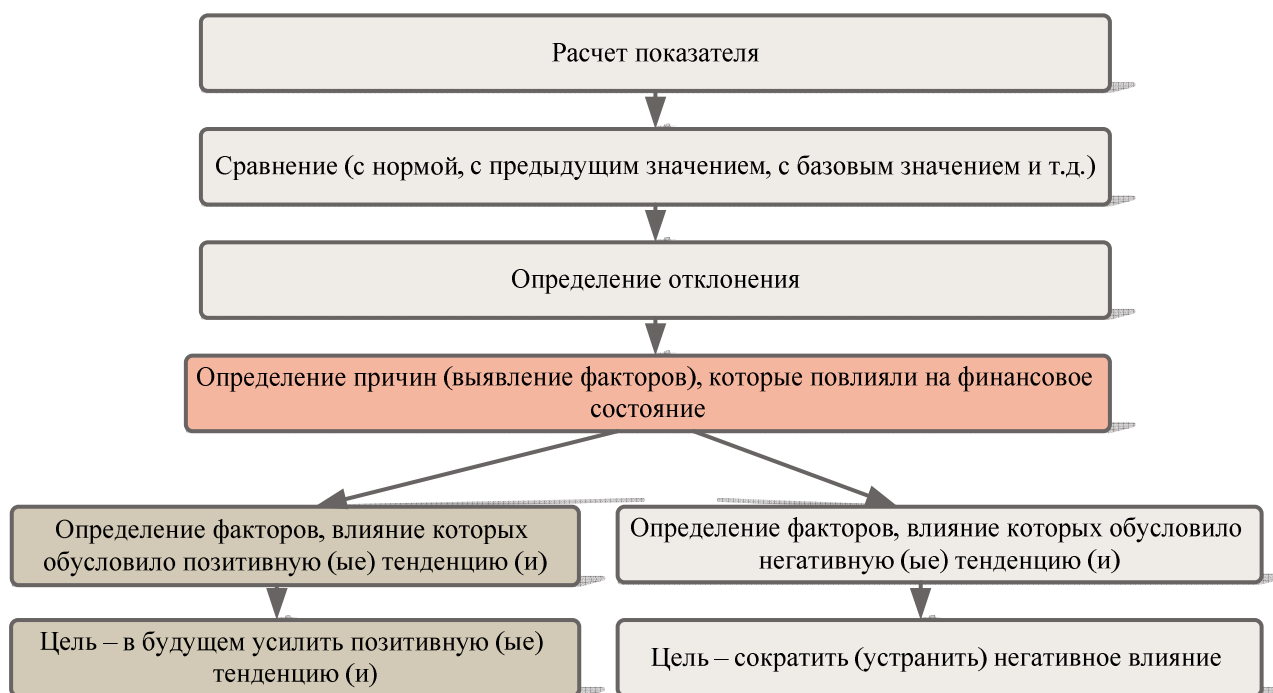 Расчет показателя
Сравнение (с нормой, с предыдущим значением, с базовым значением и т.д.)
Определение отклонения
Определение причин (выявление факторов), которые повлияли на финансовое
состояние
Определение факторов, влияние которых
обусловило позитивную (ые) тенденцию (и)
Определение факторов, влияние которых обусловило
негативную (ые) тенденцию (и)
Цель – в будущем усилить позитивную (ые)
тенденцию (и)
Цель – сократить (устранить) негативное влияние